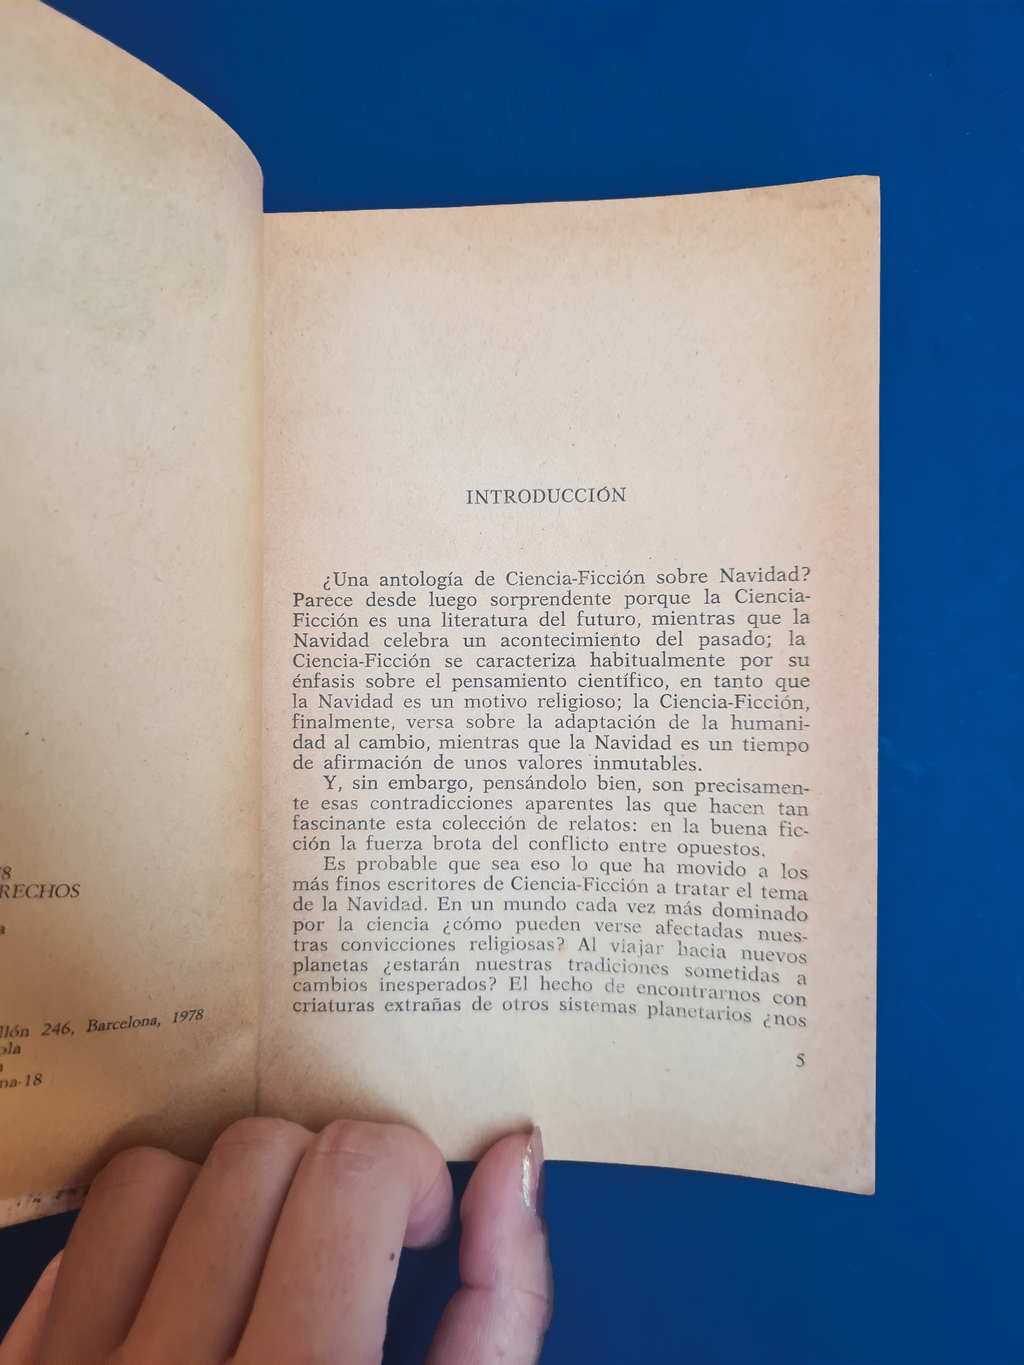 8
RECHOS
a
llón 246, Barcelona, 1978
ola
na-18
INTRODUCCIÓN
¿Una antología de Ciencia-Ficción sobre Navidad?
Parece desde luego sorprendente porque la Ciencia-
Ficción es una literatura del futuro, mientras que la
Navidad celebra un acontecimiento del pasado; la
Ciencia-Ficción se caracteriza habitualmente por su
énfasis sobre el pensamiento científico, en tanto que
la Navidad es un motivo religioso; la Ciencia-Ficción,
finalmente, versa sobre la adaptación de la humani-
dad al cambio, mientras que la Navidad es un tiempo
de afirmación de unos valores inmutables.
Y, sin embargo, pensándolo bien, son precisamen-
te esas contradicciones aparentes las que hacen tan
fascinante esta colección de relatos: en la buena fic-
ción la fuerza brota del conflicto entre opuestos.
Es probable que sea eso lo que ha movido a los
más finos escritores de Ciencia-Ficción a tratar el tema
de la Navidad. En un mundo cada vez más dominado
por la ciencia ¿cómo pueden verse afectadas nues-
tras convicciones religiosas? Al viajar hacia nuevos
planetas ¿estarán nuestras tradiciones sometidas a
cambios inesperados? El hecho de encontrarnos con
criaturas extrañas de otros sistemas planetarios ¿nos
5